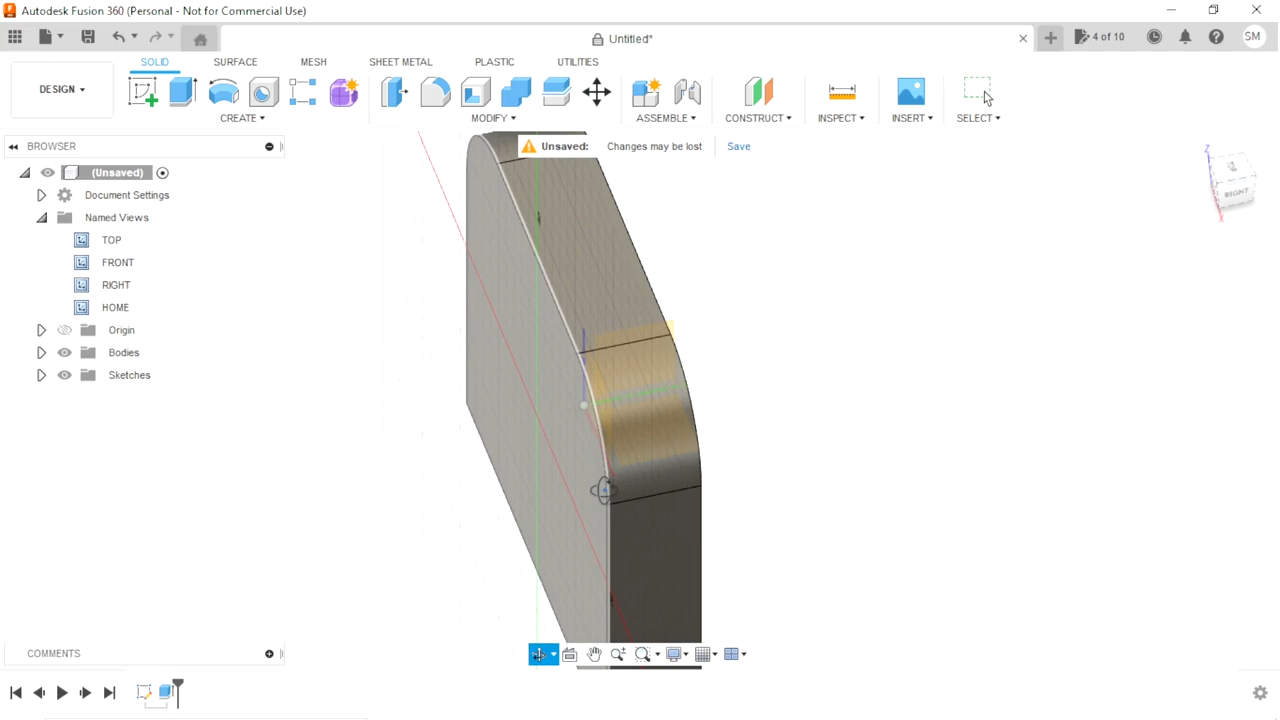 Autodesk Fusion 360 (Personal - Not for Commercial Use)
Untitled*
4 of 10
SM
DESIGN
SOLID SURFACE MESH SHEET METAL PLASTIC UTILITIES
CREATE MODIFY ASSEMBLE CONSTRUCT INSPECT INSERT SELECT
BROWSER
Unsaved: Changes may be lost Save
(Unsaved)
Document Settings
Named Views
TOP
FRONT
RIGHT
HOME
Origin
Bodies
Sketches
Z
RIGHT
COMMENTS